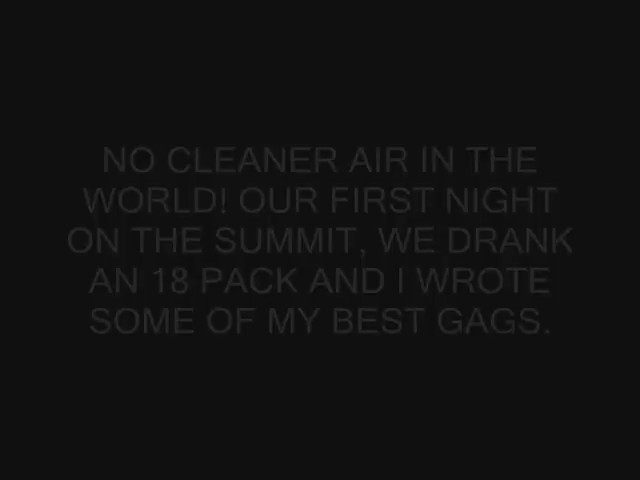 NO CLEANER AIR IN THE
WORLD! OUR FIRST NIGHT
ON THE SUMMIT, WE DRANK
AN 18 PACK AND I WROTE
SOME OF MY BEST GAGS.